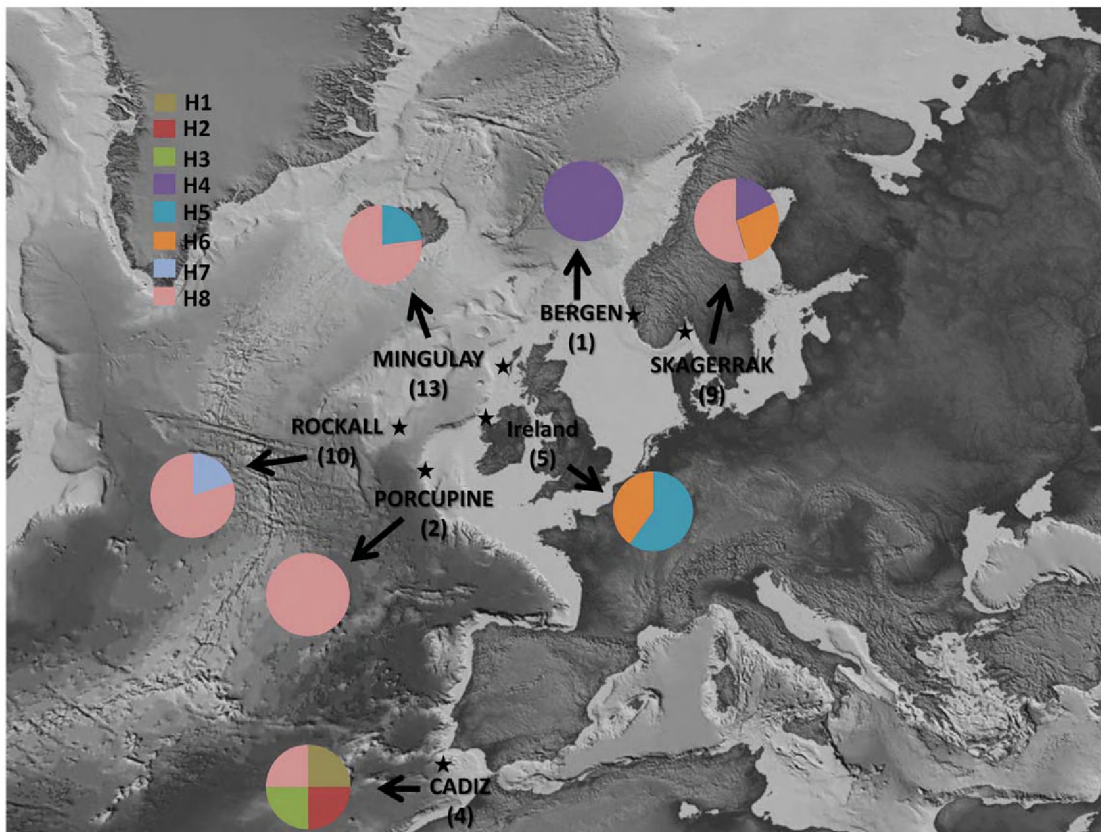 H1
H2
H3
H4
H5
H6
H7
H8
BERGEN
(1)
MINGULAY
(13)
SKAGERRAK
(9)
ROCKALL
(10)
Ireland
(5)
PORCUPINE
(2)
CADIZ
(4)